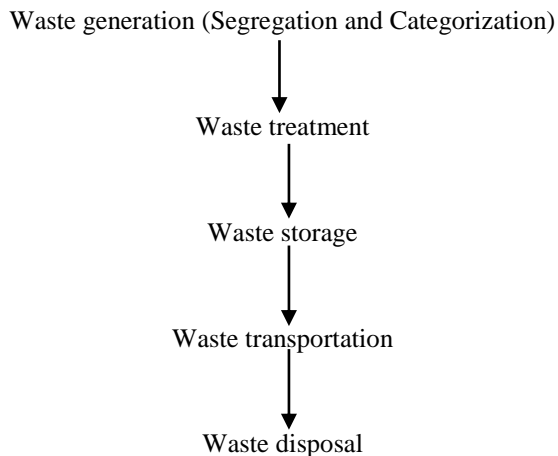 Waste generation (Segregation and Categorization)
Waste treatment
Waste storage
Waste transportation
Waste disposal